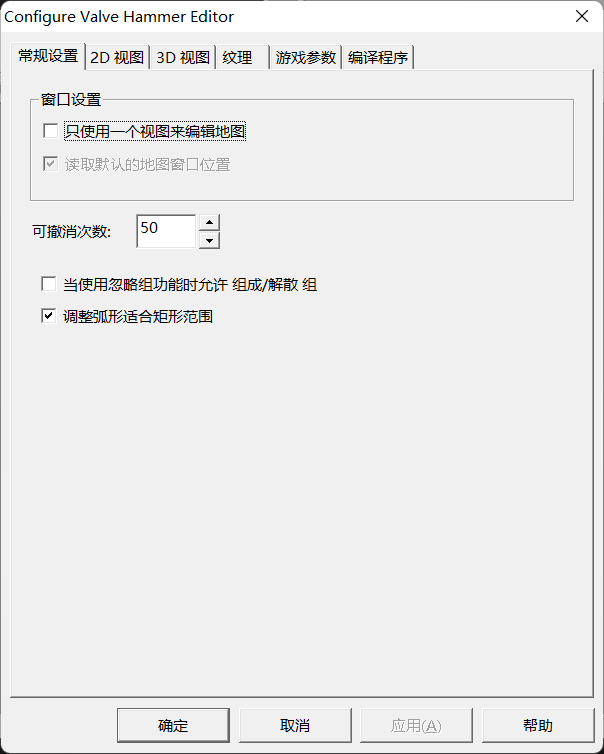 Configure Valve Hammer Editor
常规设置 2D 视图 3D 视图 纹理 游戏参数 编译程序
窗口设置
只使用一个视图来编辑地图
读取默认的地图窗口位置
可撤消次数: 50
当使用忽略组功能时允许 组成/解散 组
调整弧形适合矩形范围
确定 取消 应用(A) 帮助